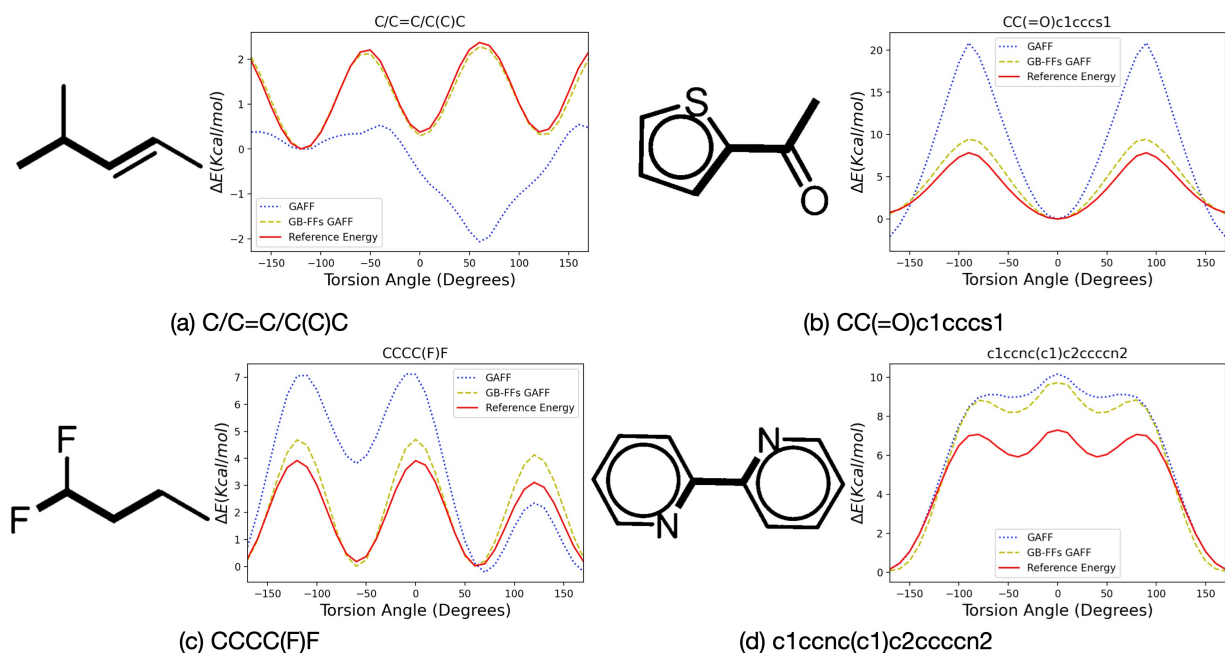 C/C=C/C(C)C
2
1
0
−1
−2
ΔE(Kcal/mol)
GAFF
GB-FFs GAFF
Reference Energy
−150 −100 −50 0 50 100 150
Torsion Angle (Degrees)
(a) C/C=C/C(C)C
S
O
CC(=O)c1cccs1
20
15
10
5
0
ΔE(Kcal/mol)
GAFF
GB-FFs GAFF
Reference Energy
−150 −100 −50 0 50 100 150
Torsion Angle (Degrees)
(b) CC(=O)c1cccs1
F
F
CCCC(F)F
7
6
5
4
3
2
1
0
ΔE(Kcal/mol)
GAFF
GB-FFs GAFF
Reference Energy
−150 −100 −50 0 50 100 150
Torsion Angle (Degrees)
(c) CCCC(F)F
N
N
c1ccnc(c1)c2ccccn2
10
8
6
4
2
0
ΔE(Kcal/mol)
GAFF
GB-FFs GAFF
Reference Energy
−150 −100 −50 0 50 100 150
Torsion Angle (Degrees)
(d) c1ccnc(c1)c2ccccn2